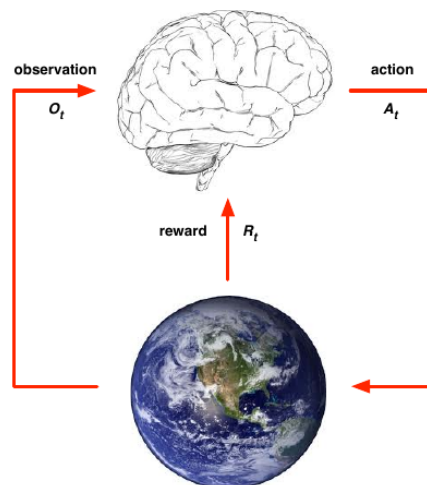 observation
O_t
action
A_t
reward
R_t